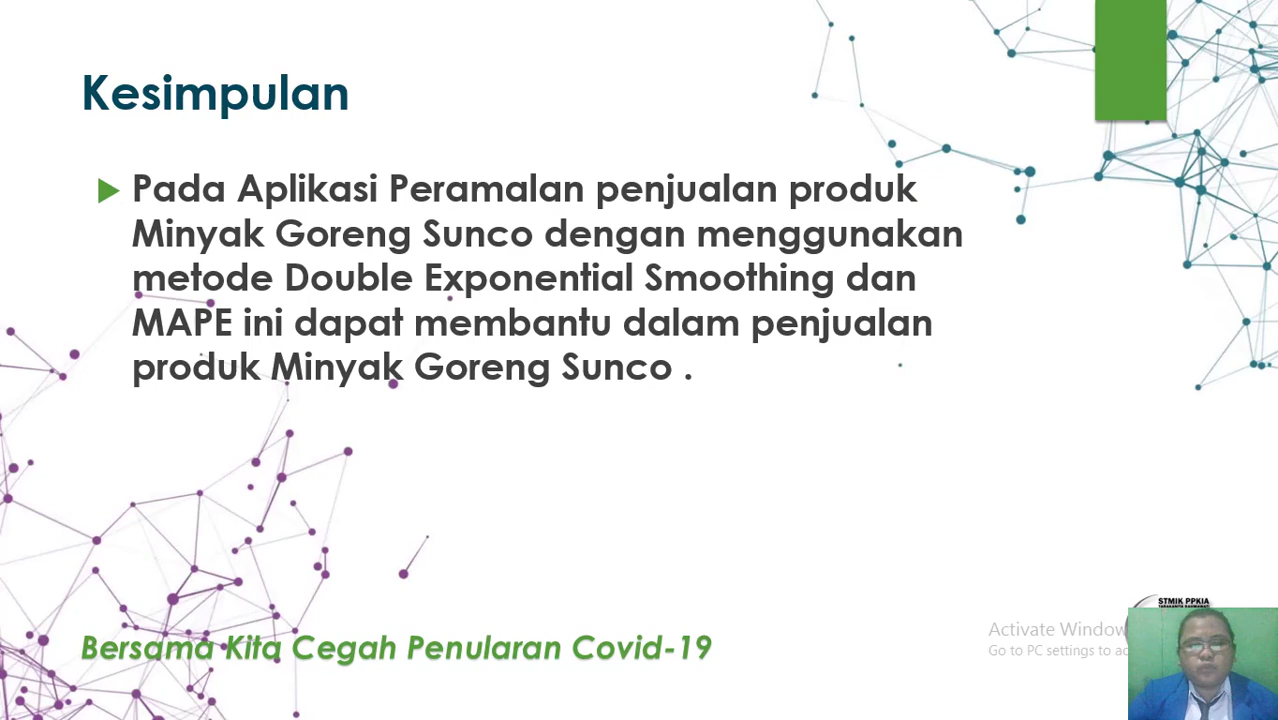 Kesimpulan
Pada Aplikasi Peramalan penjualan produk
Minyak Goreng Sunco dengan menggunakan
metode Double Exponential Smoothing dan
MAPE ini dapat membantu dalam penjualan
produk Minyak Goreng Sunco .
STMIK PPKIA
Activate Window
Go to PC settings to ac
Bersama Kita Cegah Penularan Covid-19